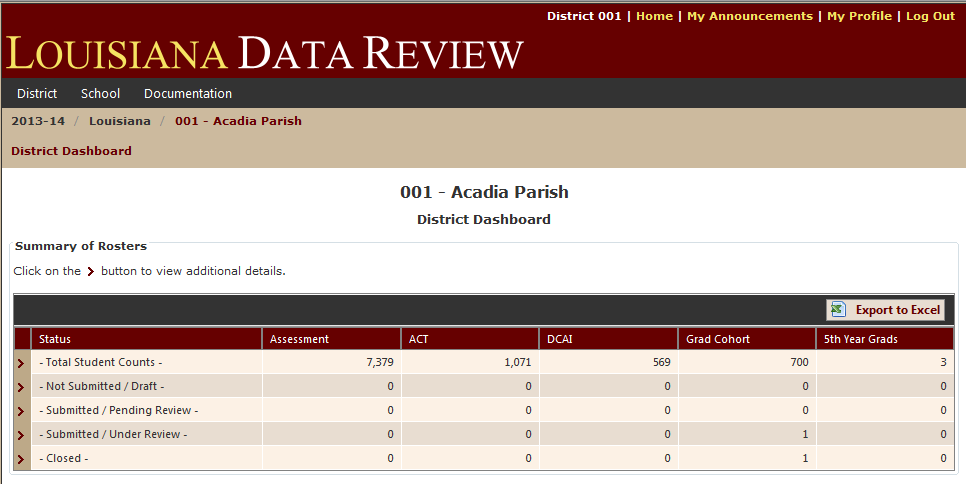 District 001 | Home | My Announcements | My Profile | Log Out
LOUISIANA DATA REVIEW
District School Documentation
2013-14 / Louisiana / 001 - Acadia Parish
District Dashboard
001 - Acadia Parish
District Dashboard
Summary of Rosters
Click on the > button to view additional details.
Export to Excel
Status Assessment ACT DCAI Grad Cohort 5th Year Grads
- Total Student Counts - 7,379 1,071 569 700 3
- Not Submitted / Draft - 0 0 0 0 0
- Submitted / Pending Review - 0 0 0 0 0
- Submitted / Under Review - 0 0 0 1 0
- Closed - 0 0 0 1 0